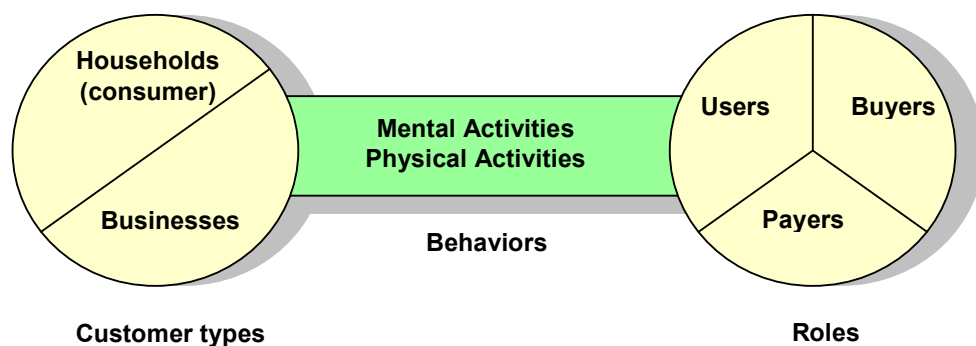 Households
(consumer)
Businesses
Mental Activities
Physical Activities
Users
Buyers
Payers
Behaviors
Customer types
Roles